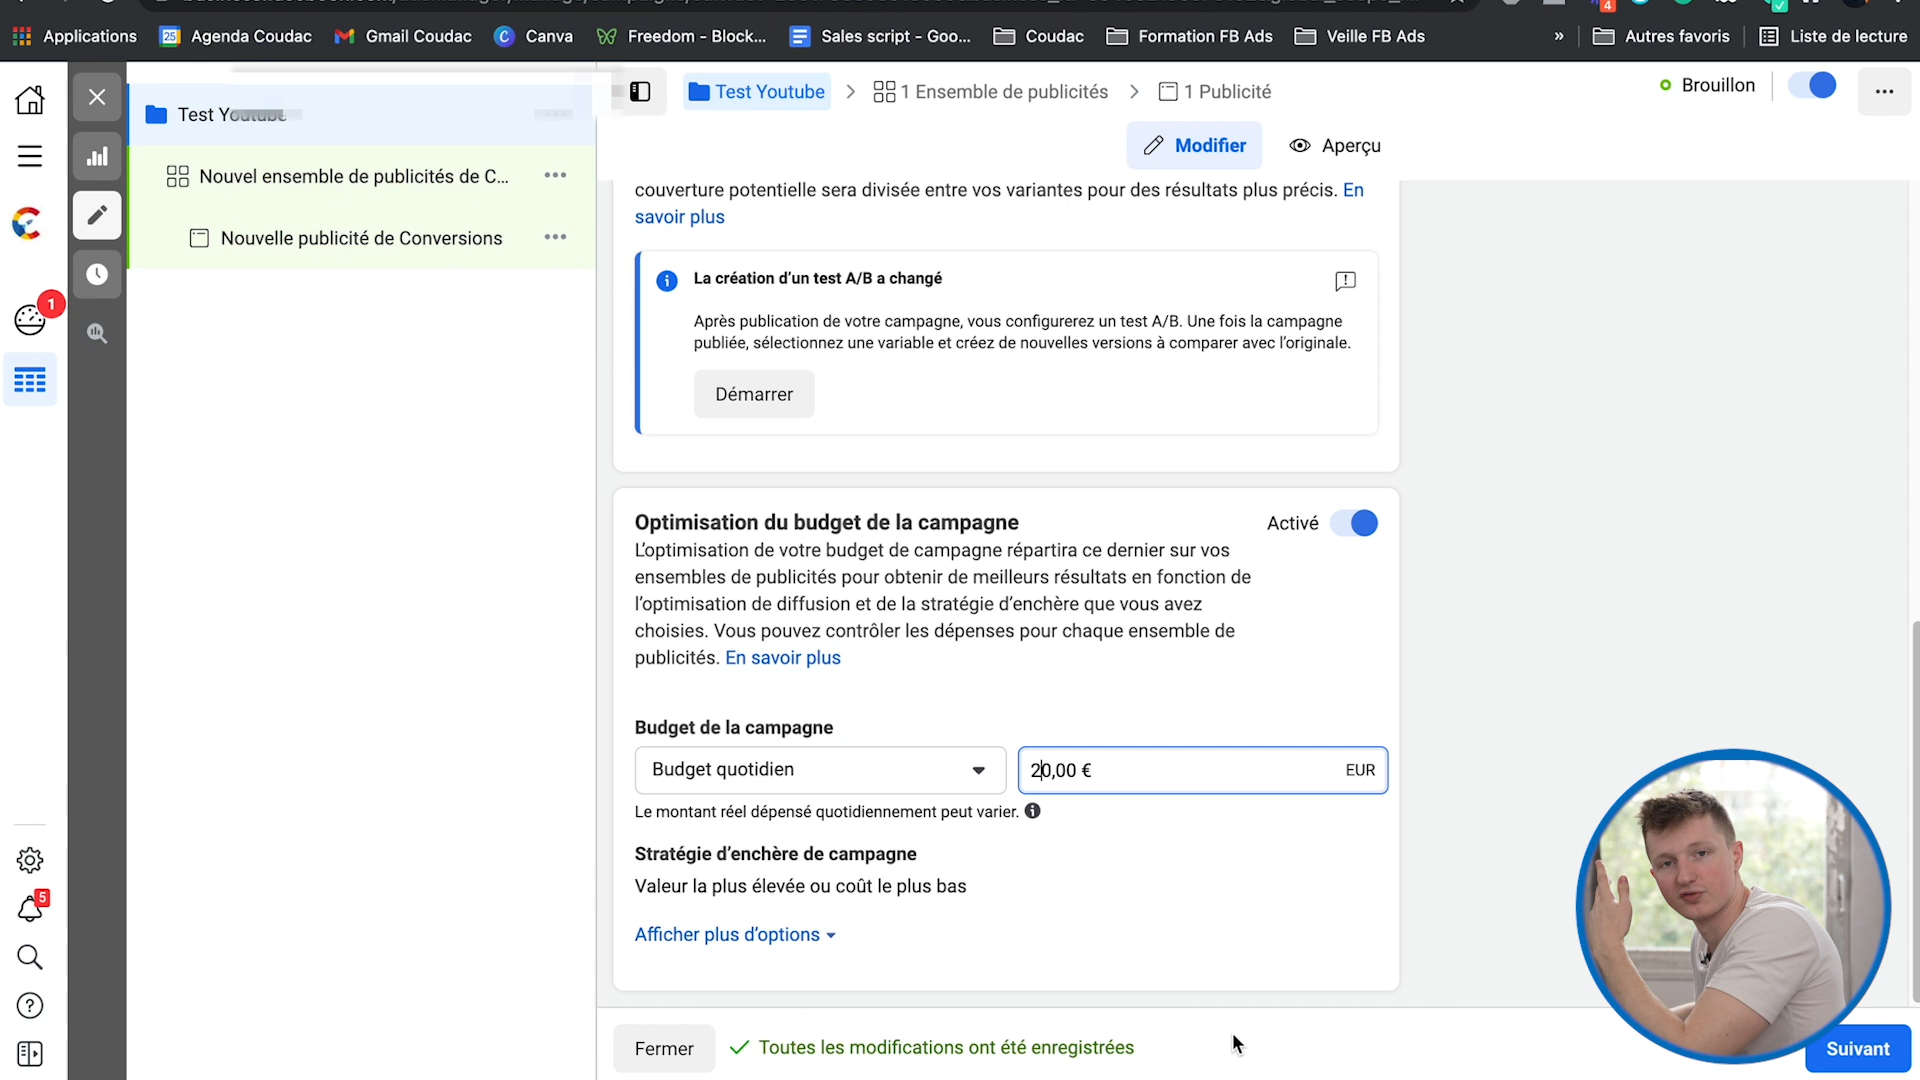 4
Applications
25
Agenda Coudac
Gmail Coudac
C
Canva
Freedom - Block...
Sales script - Goo...
Coudac
Formation FB Ads
Veille FB Ads
»
Autres favoris
Liste de lecture
Test Youtube
Test Youtube
1 Ensemble de publicités
1 Publicité
Brouillon
Modifier
Aperçu
Nouvel ensemble de publicités de C...
Nouvelle publicité de Conversions
1
5
couverture potentielle sera divisée entre vos variantes pour des résultats plus précis. En
savoir plus
La création d'un test A/B a changé
Après publication de votre campagne, vous configurerez un test A/B. Une fois la campagne
publiée, sélectionnez une variable et créez de nouvelles versions à comparer avec l'originale.
Démarrer
Optimisation du budget de la campagne
Activé
L'optimisation de votre budget de campagne répartira ce dernier sur vos
ensembles de publicités pour obtenir de meilleurs résultats en fonction de
l'optimisation de diffusion et de la stratégie d'enchère que vous avez
choisies. Vous pouvez contrôler les dépenses pour chaque ensemble de
publicités. En savoir plus
Budget de la campagne
Budget quotidien
20,00 €
EUR
Le montant réel dépensé quotidiennement peut varier.
Stratégie d'enchère de campagne
Valeur la plus élevée ou coût le plus bas
Afficher plus d'options
Fermer
Toutes les modifications ont été enregistrées
Suivant